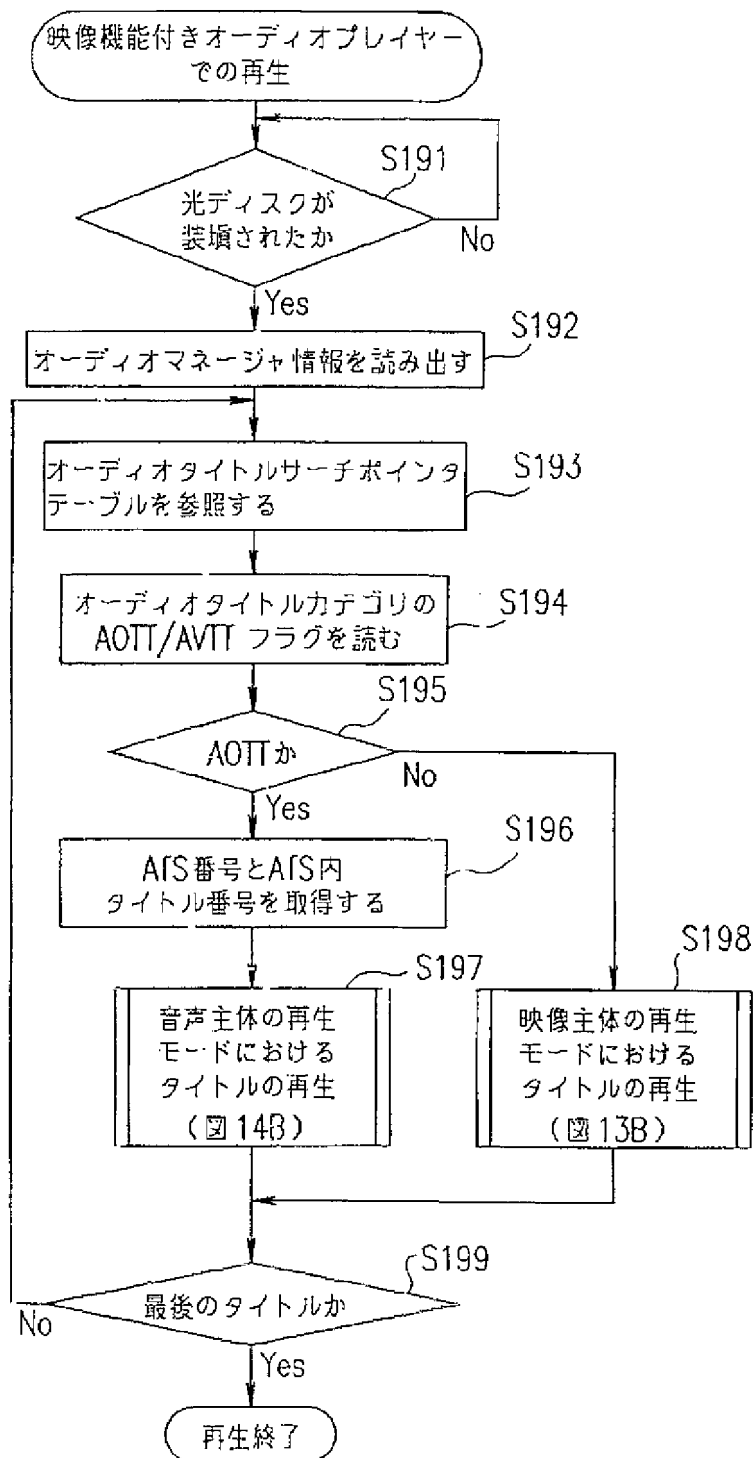 映像機能付きオーディオプレイヤー
での再生
S191
光ディスクが
装填されたか
No
Yes
S192
オーディオマネージャ情報を読み出す
S193
オーディオタイトルサーチポインタ
テーブルを参照する
S194
オーディオタイトルカテゴリの
AOTT/AVTT フラグを読む
S195
AOTTか
No
Yes
S196
ATS番号とATS内
タイトル番号を取得する
S197
音声主体の再生
モードにおける
タイトルの再生
(図14B)
S198
映像主体の再生
モードにおける
タイトルの再生
(図13B)
S199
最後のタイトルか
No
Yes
再生終了